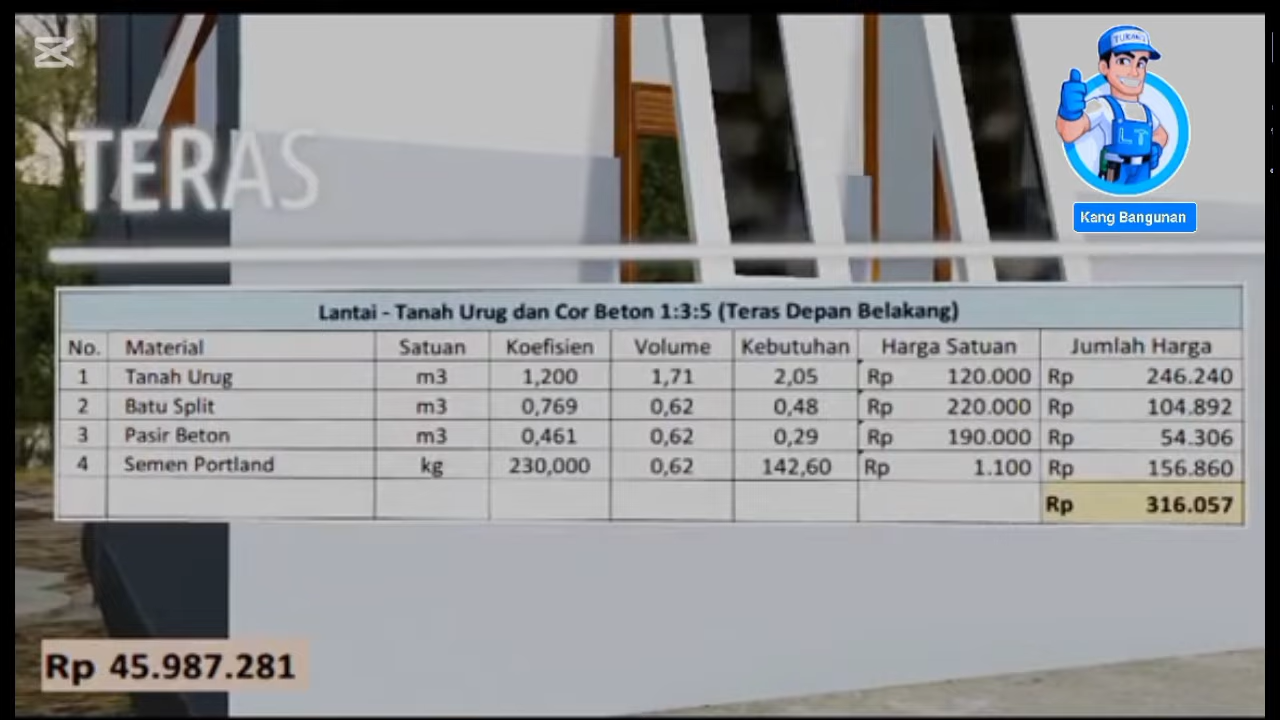 TUKANG
LT
Kang Bangunan
TERAS
Lantai - Tanah Urug dan Cor Beton 1:3:5 (Teras Depan Belakang)
No. Material Satuan Koefisien Volume Kebutuhan Harga Satuan Jumlah Harga
1 Tanah Urug m3 1,200 1,71 2,05 Rp 120.000 Rp 246.240
2 Batu Split m3 0,769 0,62 0,48 Rp 220.000 Rp 104.892
3 Pasir Beton m3 0,461 0,62 0,29 Rp 190.000 Rp 54.306
4 Semen Portland kg 230,000 0,62 142,60 Rp 1.100 Rp 156.860
Rp 316.057
Rp 45.987.281